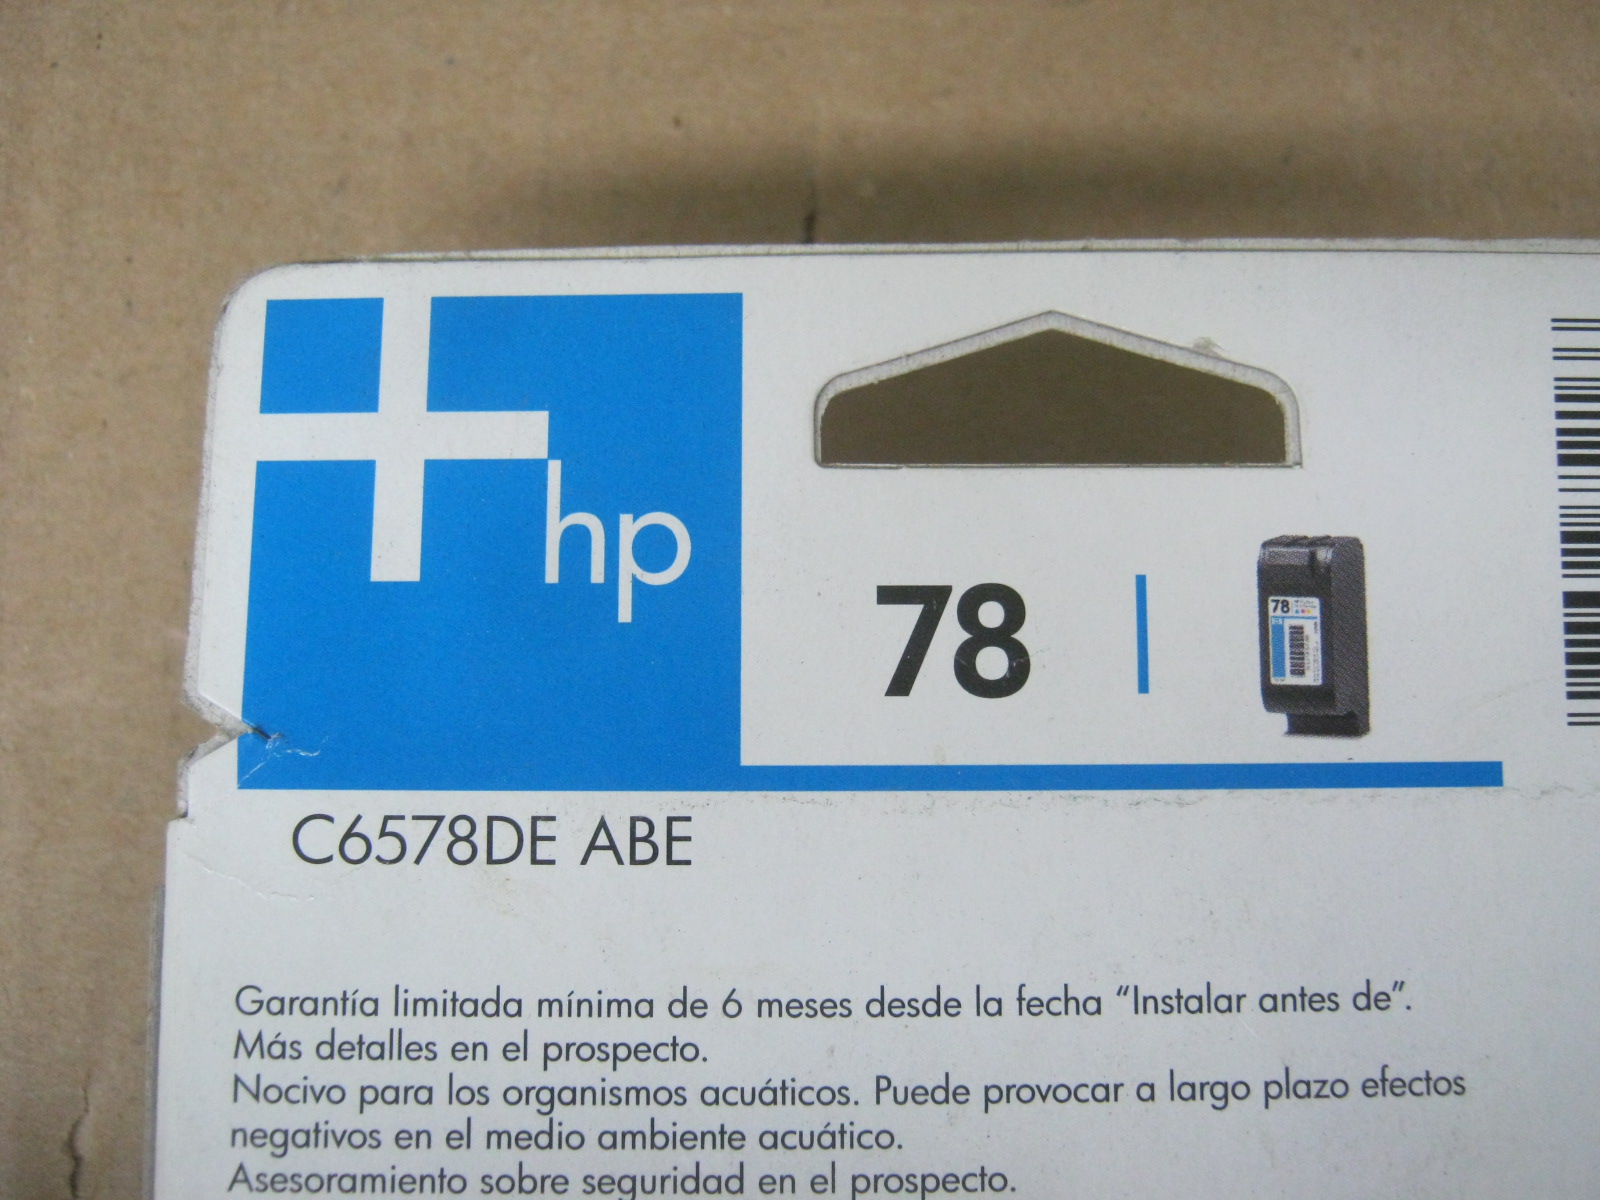 hp
78
78
C6578DE ABE
Garantía limitada mínima de 6 meses desde la fecha “Instalar antes de”.
Más detalles en el prospecto.
Nocivo para los organismos acuáticos. Puede provocar a largo plazo efectos
negativos en el medio ambiente acuático.
Asesoramiento sobre seguridad en el prospecto.